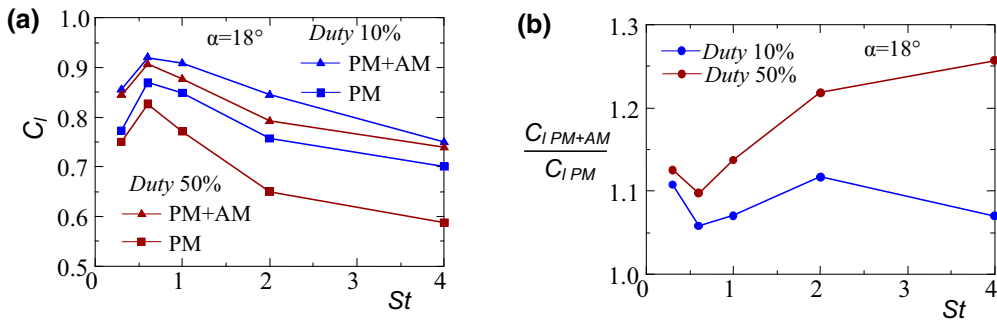 (a)
α=18°
Duty 10%
PM+AM
PM
Duty 50%
PM+AM
PM
C_l
1.0
0.9
0.8
0.7
0.6
0.5
0
1
2
3
4
St
(b)
Duty 10%
Duty 50%
α=18°
C_l PM+AM
C_l PM
1.3
1.2
1.1
1.0
0
1
2
3
4
St